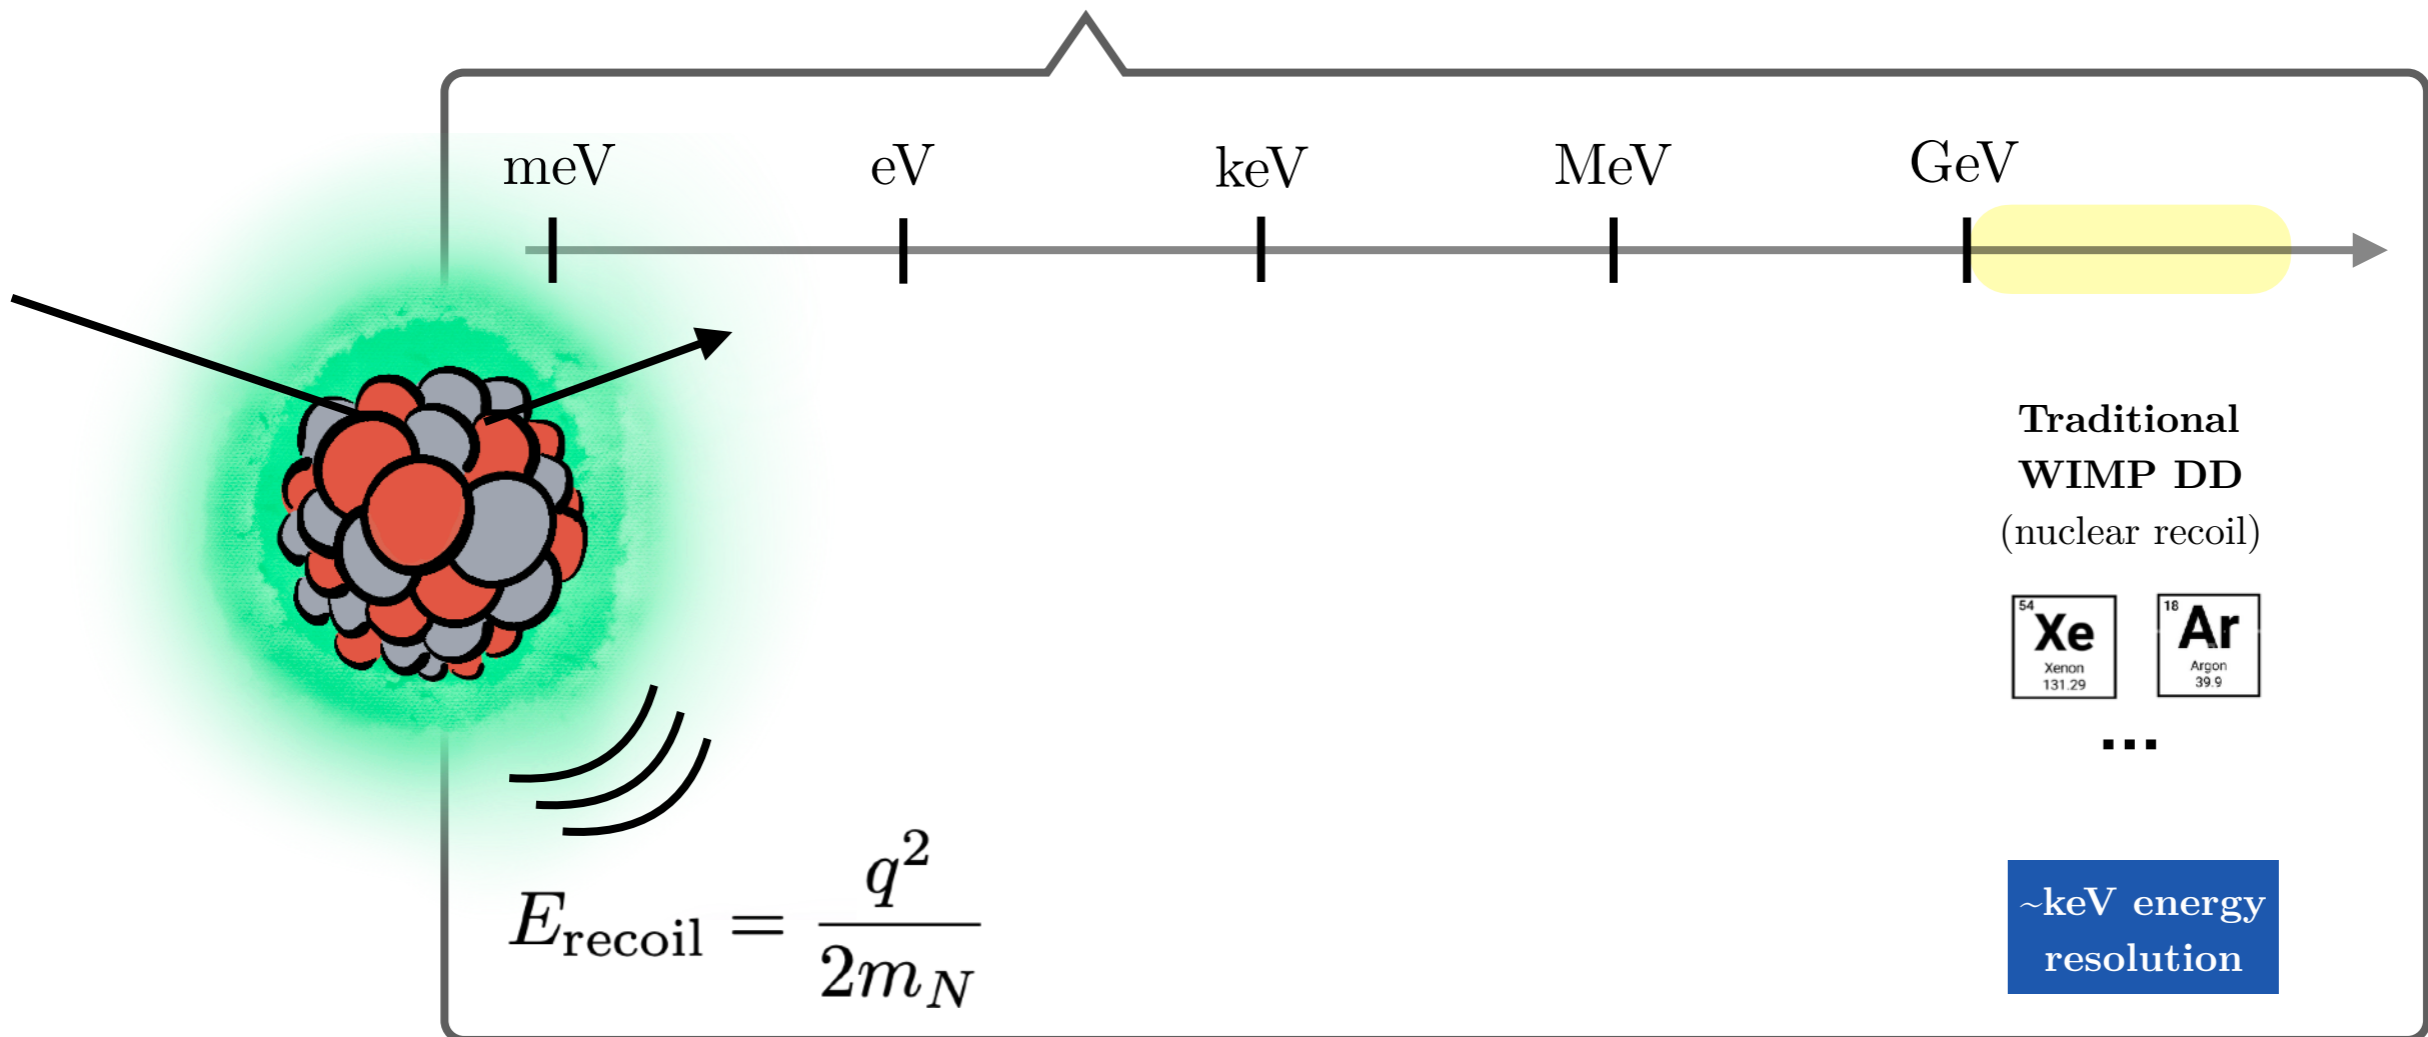 meV eV keV MeV GeV
Traditional
WIMP DD
(nuclear recoil)
54
Xe
Xenon
131.29
18
Ar
Argon
39.9
...
E_recoil = q^2 / 2m_N
~keV energy
resolution